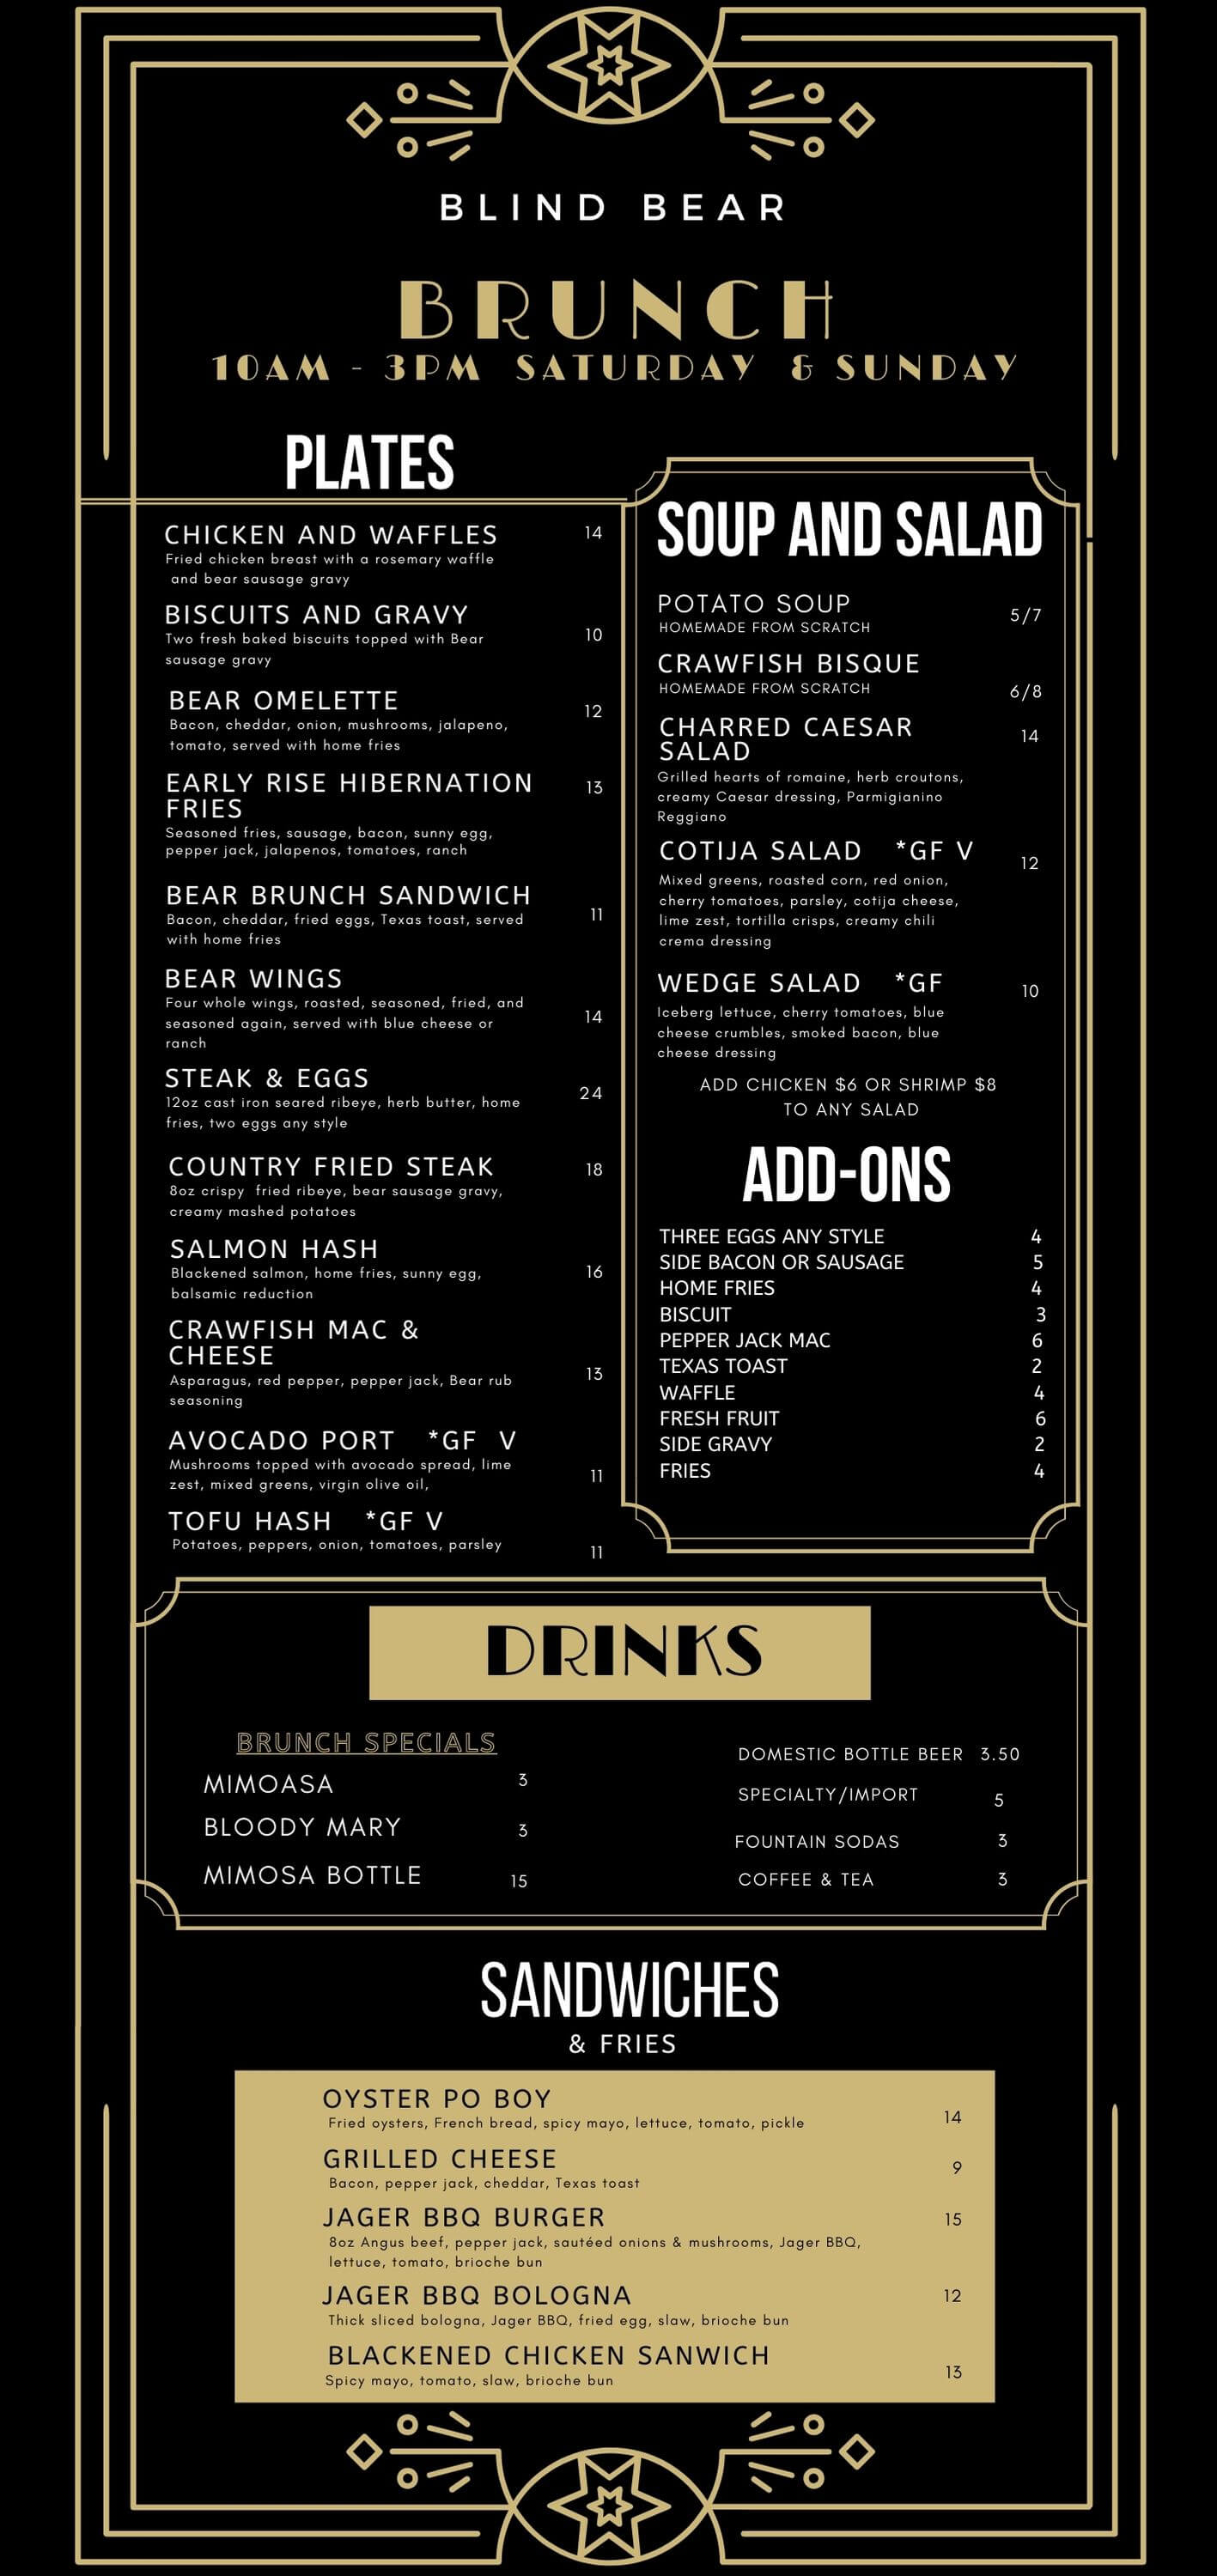 BLIND BEAR
BRUNCH
10AM - 3PM SATURDAY & SUNDAY
PLATES
CHICKEN AND WAFFLES 14
Fried chicken breast with a rosemary waffle
and bear sausage gravy
BISCUITS AND GRAVY
Two fresh baked biscuits topped with Bear 10
sausage gravy
BEAR OMELETTE 12
Bacon, cheddar, onion, mushrooms, jalapeno,
tomato, served with home fries
EARLY RISE HIBERNATION 13
FRIES
Seasoned fries, sausage, bacon, sunny egg,
pepper jack, jalapenos, tomatoes, ranch
BEAR BRUNCH SANDWICH
Bacon, cheddar, fried eggs, Texas toast, served 11
with home fries
BEAR WINGS
Four whole wings, roasted, seasoned, fried, and
seasoned again, served with blue cheese or 14
ranch
STEAK & EGGS
12oz cast iron seared ribeye, herb butter, home 24
fries, two eggs any style
COUNTRY FRIED STEAK 18
8oz crispy fried ribeye, bear sausage gravy,
creamy mashed potatoes
SALMON HASH
Blackened salmon, home fries, sunny egg, 16
balsamic reduction
CRAWFISH MAC &
CHEESE
Asparagus, red pepper, pepper jack, Bear rub 13
seasoning
AVOCADO PORT *GF V
Mushrooms topped with avocado spread, lime
zest, mixed greens, virgin olive oil, 11
TOFU HASH *GF V
Potatoes, peppers, onion, tomatoes, parsley 11
SOUP AND SALAD
POTATO SOUP 5/7
HOMEMADE FROM SCRATCH
CRAWFISH BISQUE
HOMEMADE FROM SCRATCH 6/8
CHARRED CAESAR 14
SALAD
Grilled hearts of romaine, herb croutons,
creamy Caesar dressing, Parmigianino
Reggiano
COTIJA SALAD *GF V 12
Mixed greens, roasted corn, red onion,
cherry tomatoes, parsley, cotija cheese,
lime zest, tortilla crisps, creamy chili
crema dressing
WEDGE SALAD *GF 10
Iceberg lettuce, cherry tomatoes, blue
cheese crumbles, smoked bacon, blue
cheese dressing
ADD CHICKEN $6 OR SHRIMP $8
TO ANY SALAD
ADD-ONS
THREE EGGS ANY STYLE 4
SIDE BACON OR SAUSAGE 5
HOME FRIES 4
BISCUIT 3
PEPPER JACK MAC 6
TEXAS TOAST 2
WAFFLE 4
FRESH FRUIT 6
SIDE GRAVY 2
FRIES 4
DRINKS
BRUNCH SPECIALS
MIMOASA 3
BLOODY MARY 3
MIMOSA BOTTLE 15
DOMESTIC BOTTLE BEER 3.50
SPECIALTY/IMPORT 5
FOUNTAIN SODAS 3
COFFEE & TEA 3
SANDWICHES
& FRIES
OYSTER PO BOY 14
Fried oysters, French bread, spicy mayo, lettuce, tomato, pickle
GRILLED CHEESE 9
Bacon, pepper jack, cheddar, Texas toast
JAGER BBQ BURGER 15
8oz Angus beef, pepper jack, sautéed onions & mushrooms, Jager BBQ,
lettuce, tomato, brioche bun
JAGER BBQ BOLOGNA 12
Thick sliced bologna, Jager BBQ, fried egg, slaw, brioche bun
BLACKENED CHICKEN SANWICH
Spicy mayo, tomato, slaw, brioche bun 13